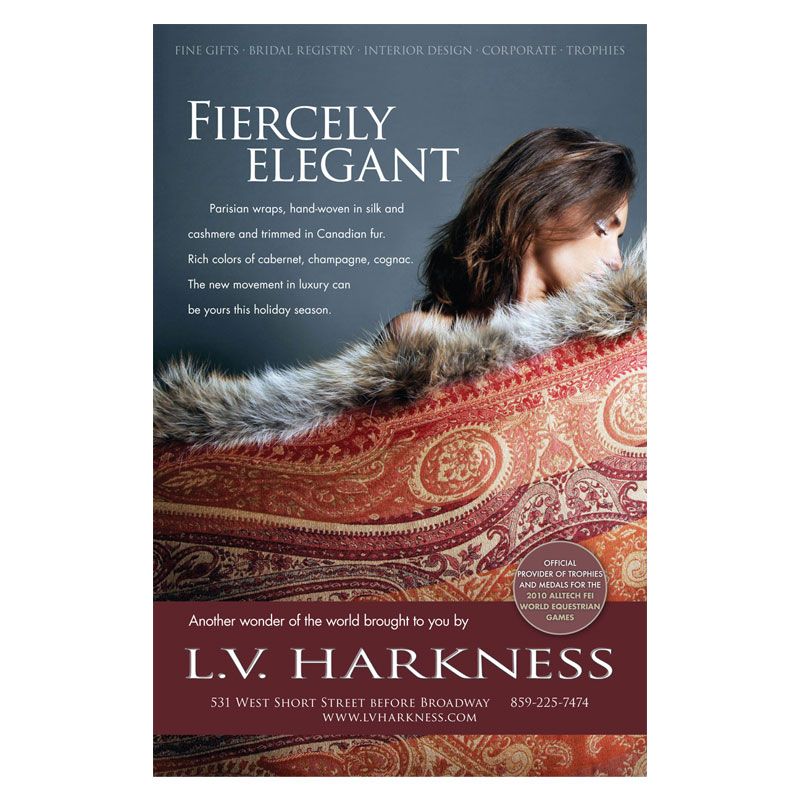 FINE GIFTS · BRIDAL REGISTRY · INTERIOR DESIGN · CORPORATE · TROPHIES
FIERCELY
ELEGANT
Parisian wraps, hand-woven in silk and
cashmere and trimmed in Canadian fur.
Rich colors of cabernet, champagne, cognac.
The new movement in luxury can
be yours this holiday season.
OFFICIAL
PROVIDER OF TROPHIES
AND MEDALS FOR THE
2010 ALLTECH FEI
WORLD EQUESTRIAN
GAMES
Another wonder of the world brought to you by
L.V. HARKNESS
531 WEST SHORT STREET BEFORE BROADWAY 859-225-7474
WWW.LVHARKNESS.COM